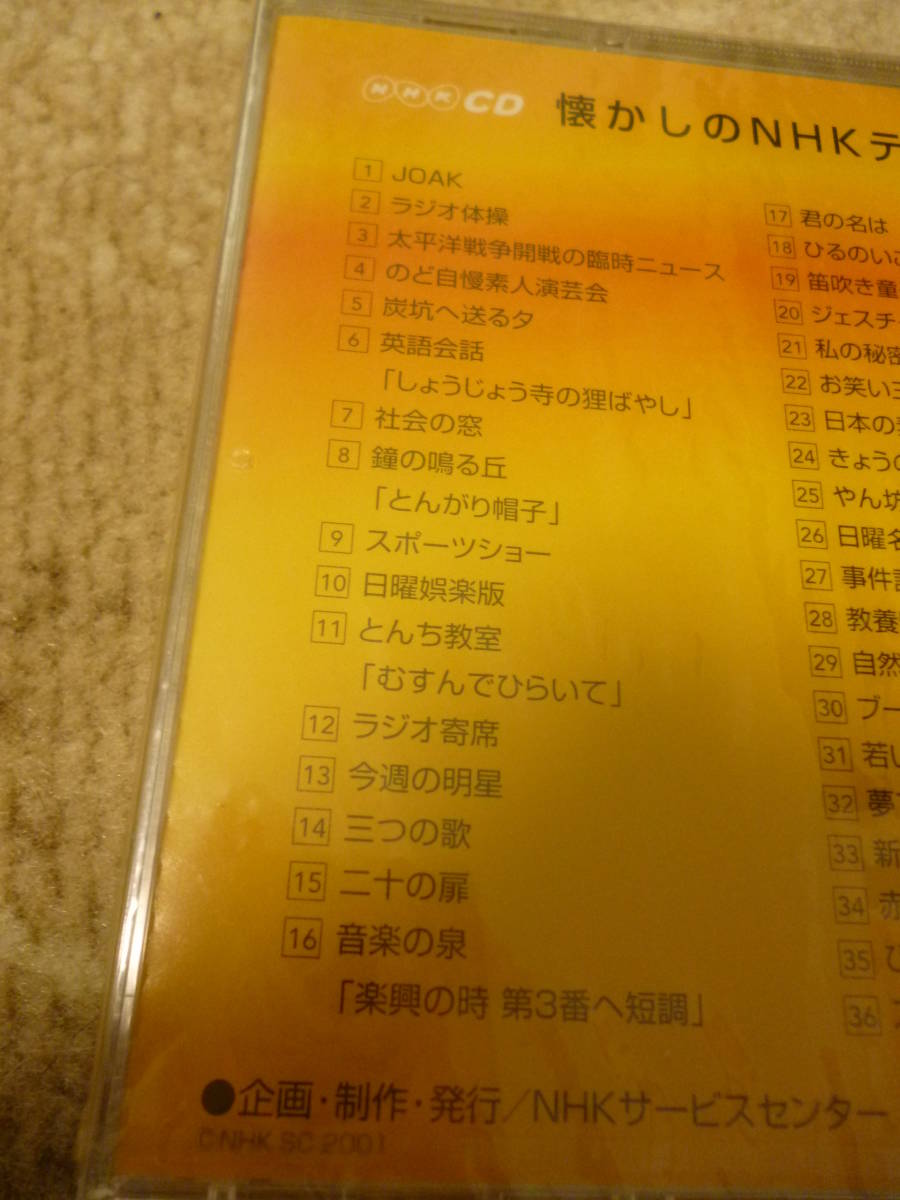 NHK CD 懐かしのNHKテ
1 JOAK
2 ラジオ体操
3 太平洋戦争開戦の臨時ニュース
4 のど自慢素人演芸会
5 炭坑へ送る夕
6 英語会話
「しょうじょう寺の狸ばやし」
7 社会の窓
8 鐘の鳴る丘
「とんがり帽子」
9 スポーツショー
10 日曜娯楽版
11 とんち教室
「むすんでひらいて」
12 ラジオ寄席
13 今週の明星
14 三つの歌
15 二十の扉
16 音楽の泉
「楽興の時 第3番へ短調」
17 君の名は
18 ひるのいこ
19 笛吹き童
20 ジェスチ
21 私の秘密
22 お笑い三
23 日本の
24 きょうの
25 やん坊
26 日曜名
27 事件記
28 教養
29 自然
30 ブー
31 若い
32 夢
33 新
34 赤
35 ひ
36
●企画・制作・発行/NHKサービスセンター
©NHK SC 2001